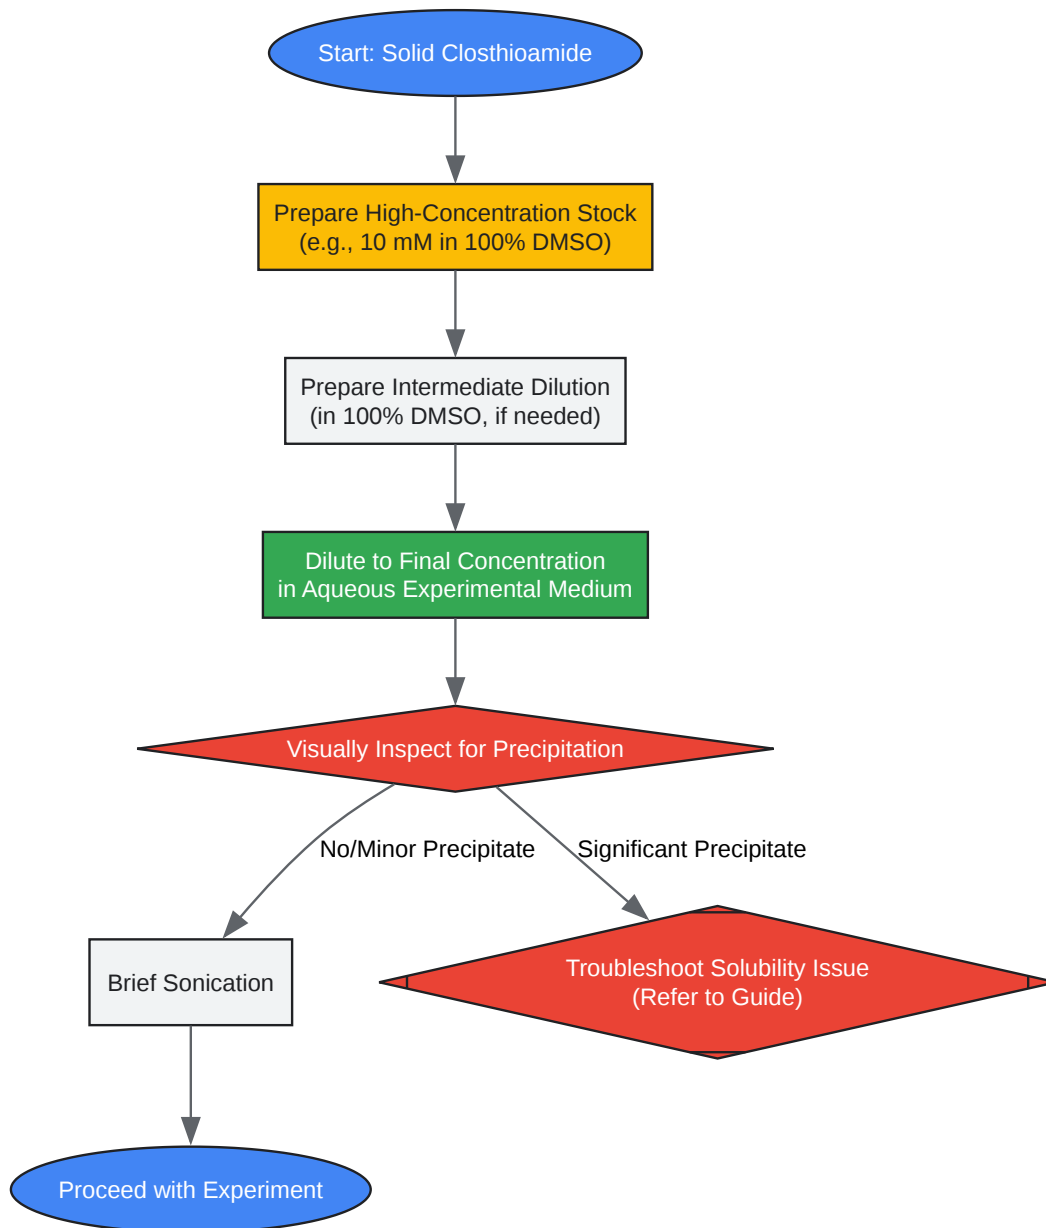 Start: Solid Closthioamide
Prepare High-Concentration Stock
(e.g., 10 mM in 100% DMSO)
Prepare Intermediate Dilution
(in 100% DMSO, if needed)
Dilute to Final Concentration
in Aqueous Experimental Medium
Visually Inspect for Precipitation
No/Minor Precipitate
Significant Precipitate
Brief Sonication
Troubleshoot Solubility Issue
(Refer to Guide)
Proceed with Experiment